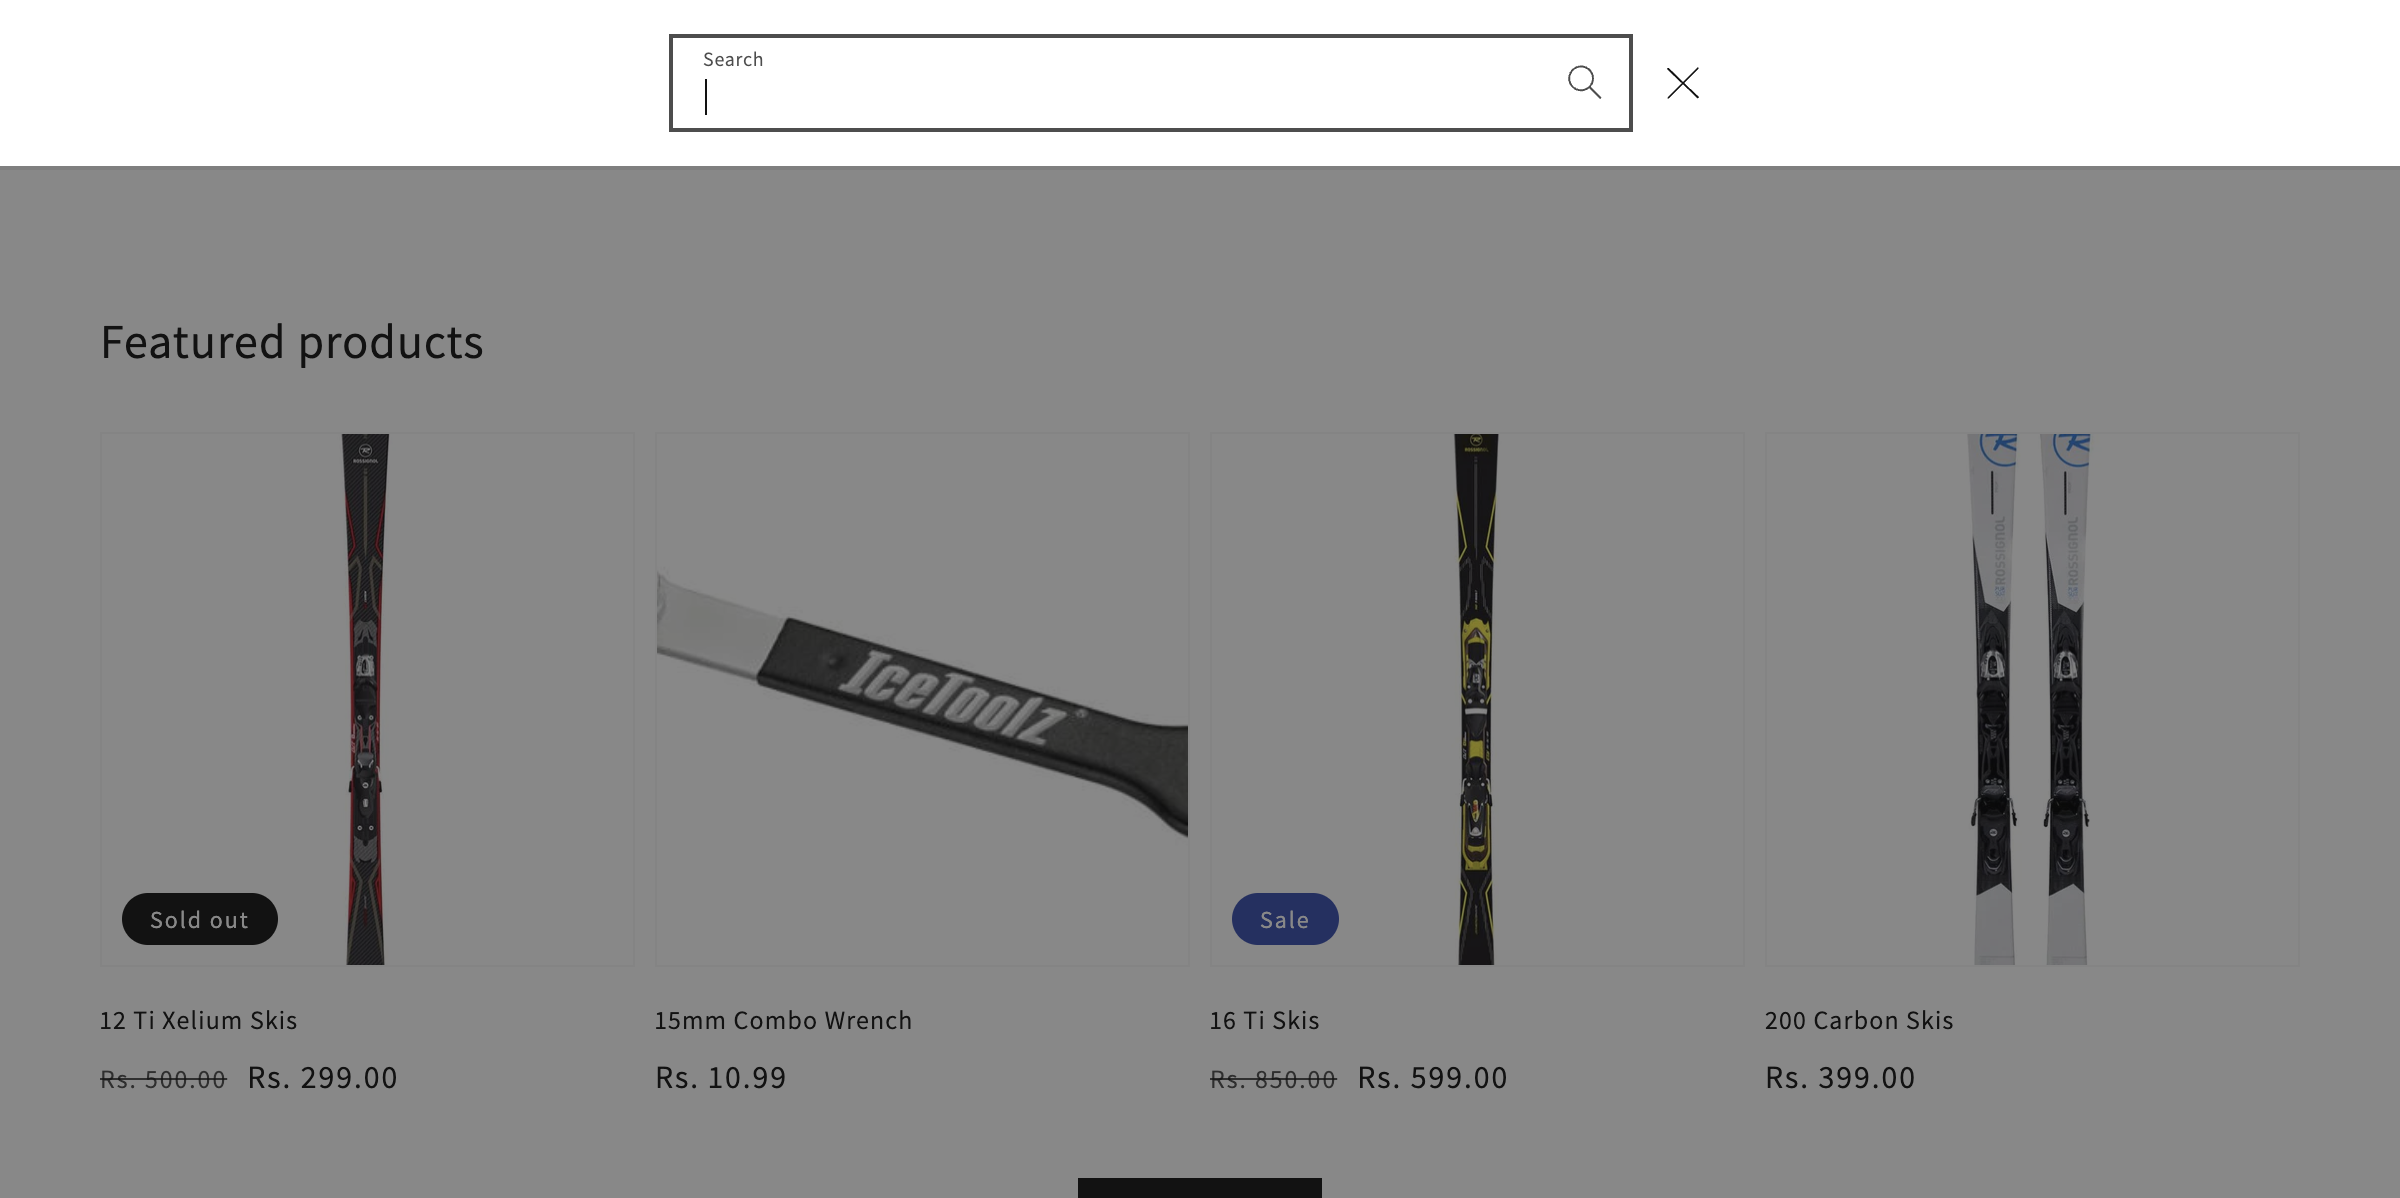 Search
Featured products
ROSSIGNOL
IceToolz®
ROSSIGNOL
ROSSIGNOL
ROSSIGNOL
Sold out
Sale
12 Ti Xelium Skis
15mm Combo Wrench
16 Ti Skis
200 Carbon Skis
Rs. 500.00 Rs. 299.00
Rs. 10.99
Rs. 850.00 Rs. 599.00
Rs. 399.00